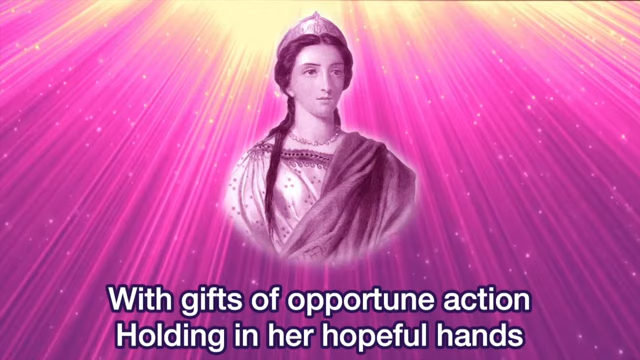 With gifts of opportune action
Holding in her hopeful hands